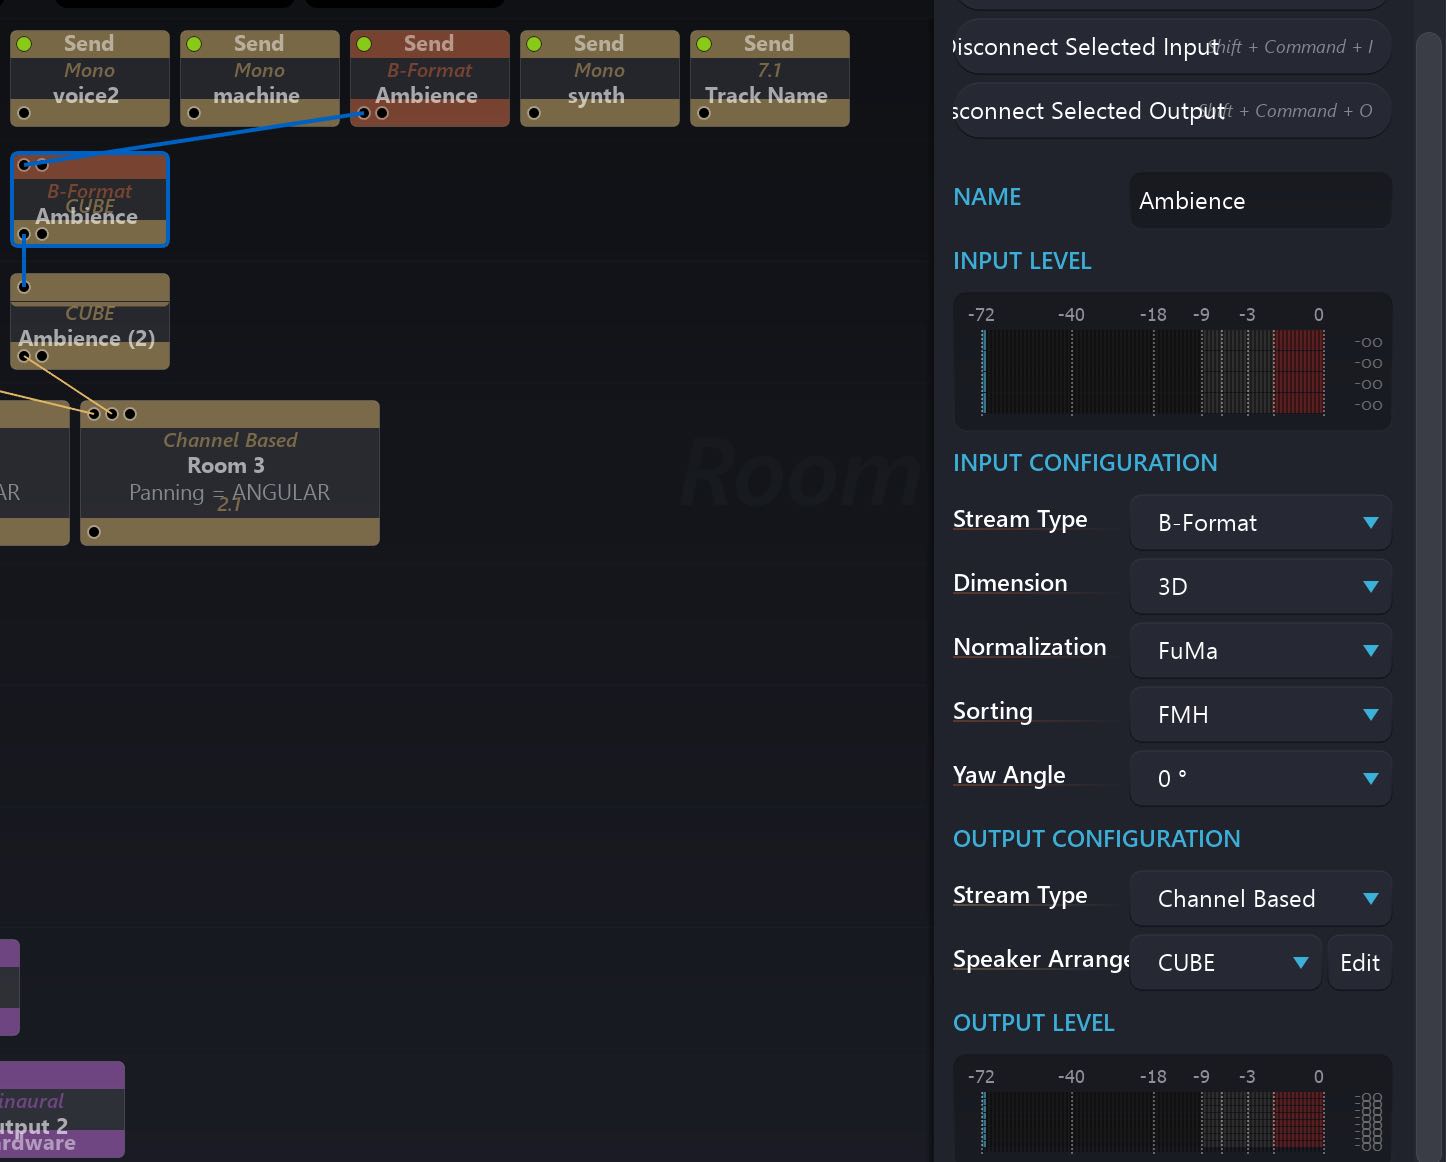 Send
Mono
voice2
Send
Mono
machine
Send
B-Format
Ambience
Send
Mono
synth
Send
7.1
Track Name
B-Format
CUBE
Ambience
CUBE
Ambience (2)
AR
Channel Based
Room 3
Panning = ANGULAR
2.1
Room
inaural
utput 2
rdware
Disconnect Selected Input
Shift + Command + I
sconnect Selected Output
Shift + Command + O
NAME
Ambience
INPUT LEVEL
-72 -40 -18 -9 -3 0
-oo
-oo
-oo
-oo
INPUT CONFIGURATION
Stream Type B-Format
Dimension 3D
Normalization FuMa
Sorting FMH
Yaw Angle 0 °
OUTPUT CONFIGURATION
Stream Type Channel Based
Speaker Arrange CUBE Edit
OUTPUT LEVEL
-72 -40 -18 -9 -3 0